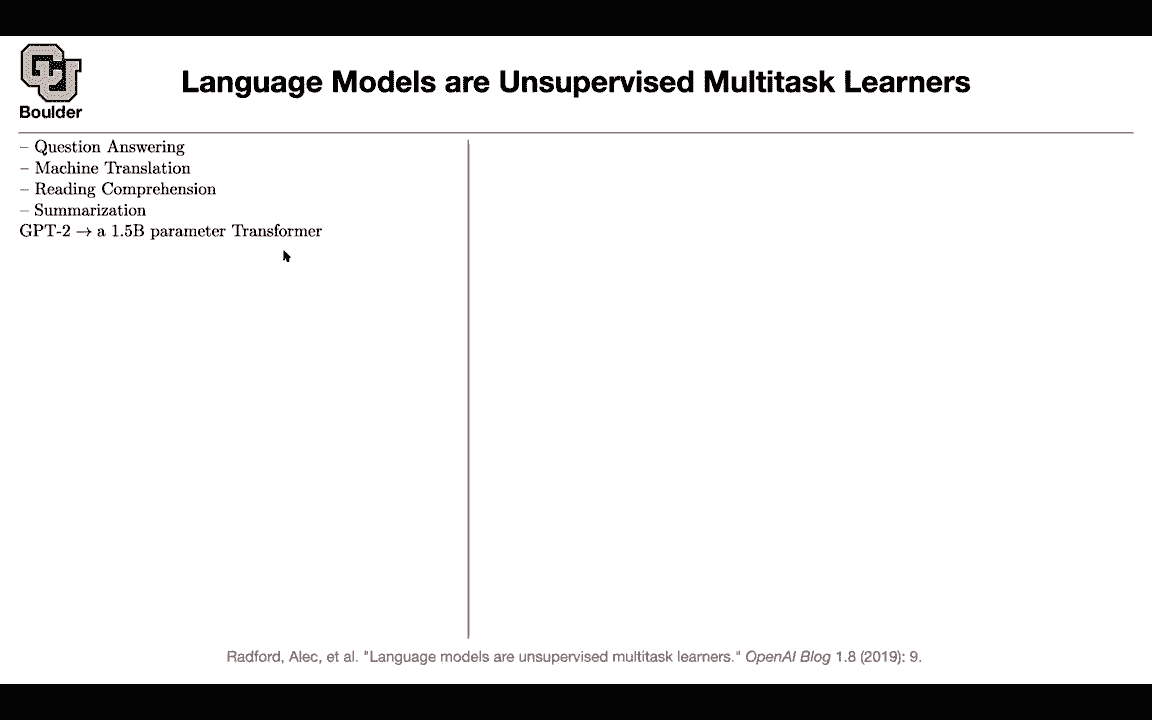 Boulder
Language Models are Unsupervised Multitask Learners
– Question Answering
– Machine Translation
– Reading Comprehension
– Summarization
GPT-2 → a 1.5B parameter Transformer
Radford, Alec, et al. "Language models are unsupervised multitask learners." OpenAI Blog 1.8 (2019): 9.